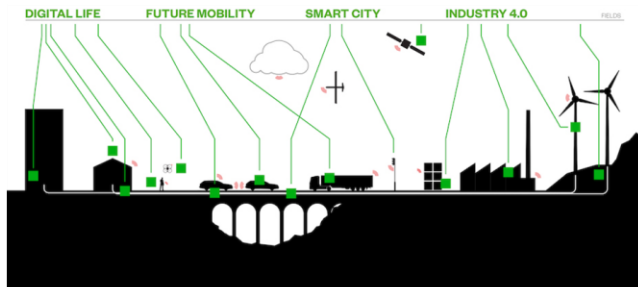 DIGITAL LIFE
FUTURE MOBILITY
SMART CITY
INDUSTRY 4.0
FIELDS